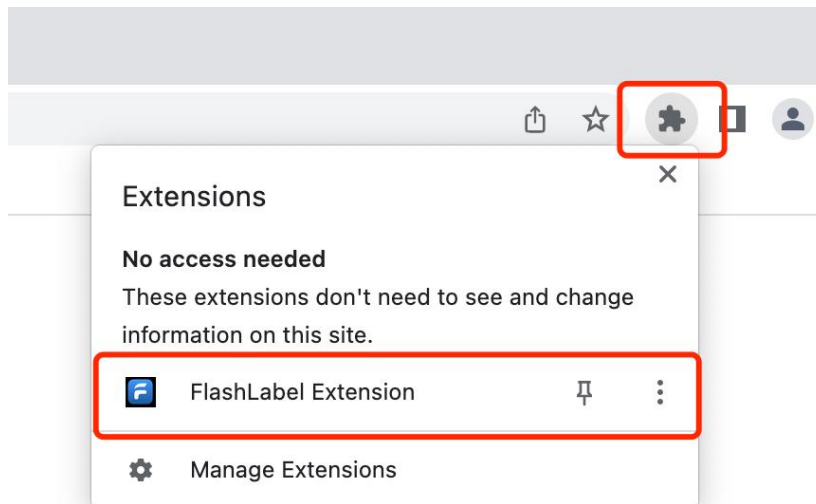 Extensions
No access needed
These extensions don't need to see and change
information on this site.
FlashLabel Extension
Manage Extensions